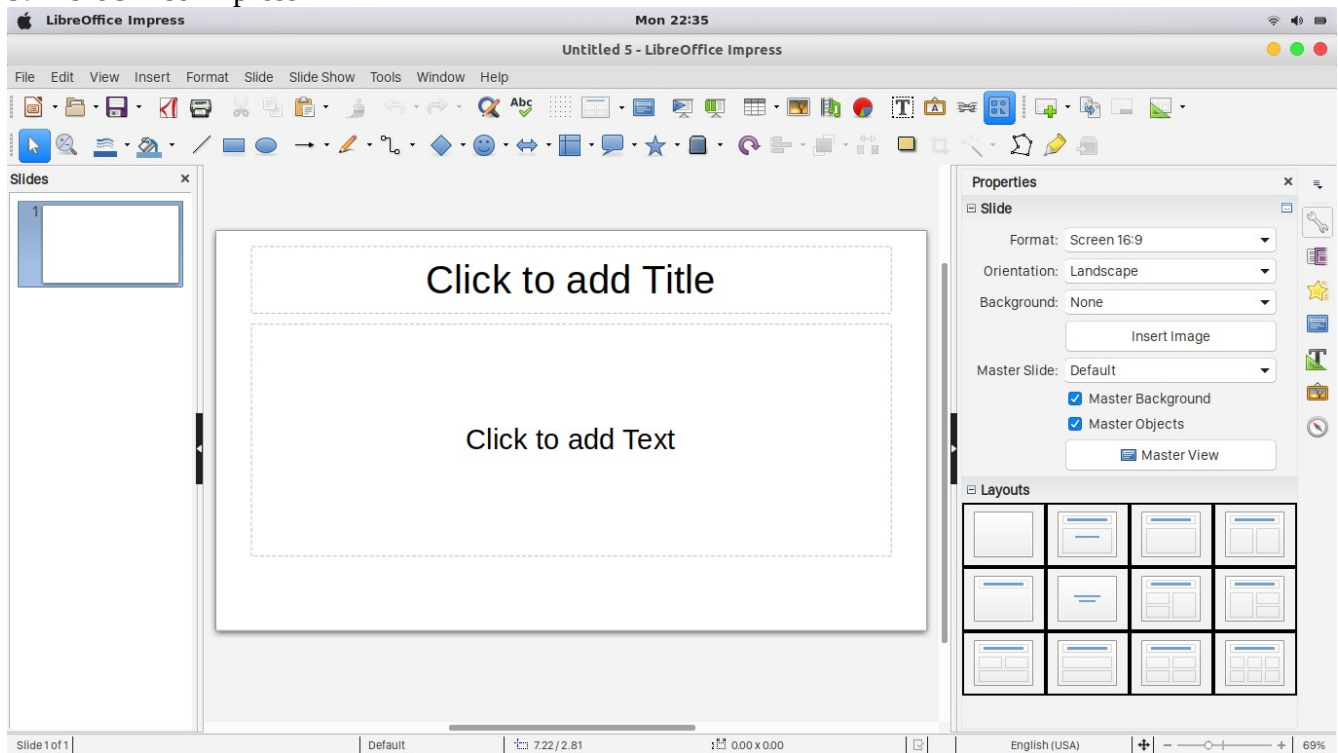 LibreOffice Impress Mon 22:35
Untitled 5 - LibreOffice Impress
File Edit View Insert Format Slide Slide Show Tools Window Help
Abc
T A
Slides
1
Click to add Title
Click to add Text
Properties
Slide
Format: Screen 16:9
Orientation: Landscape
Background: None
Insert Image
Master Slide: Default
Master Background
Master Objects
Master View
Layouts
Slide 1 of 1 Default 7.22 / 2.81 0.00 x 0.00 English (USA) 69%